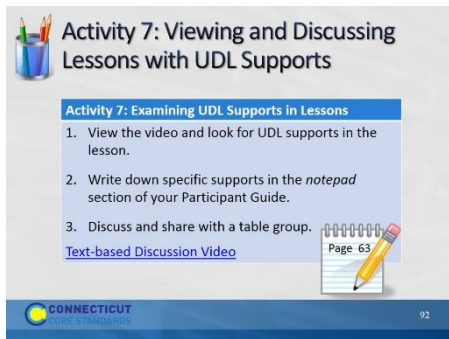 Activity 7: Viewing and Discussing
Lessons with UDL Supports
Activity 7: Examining UDL Supports in Lessons
1. View the video and look for UDL supports in the
lesson.
2. Write down specific supports in the notepad
section of your Participant Guide.
3. Discuss and share with a table group.
Text-based Discussion Video
Page 63
CONNECTICUT
CORE STANDARDS
92